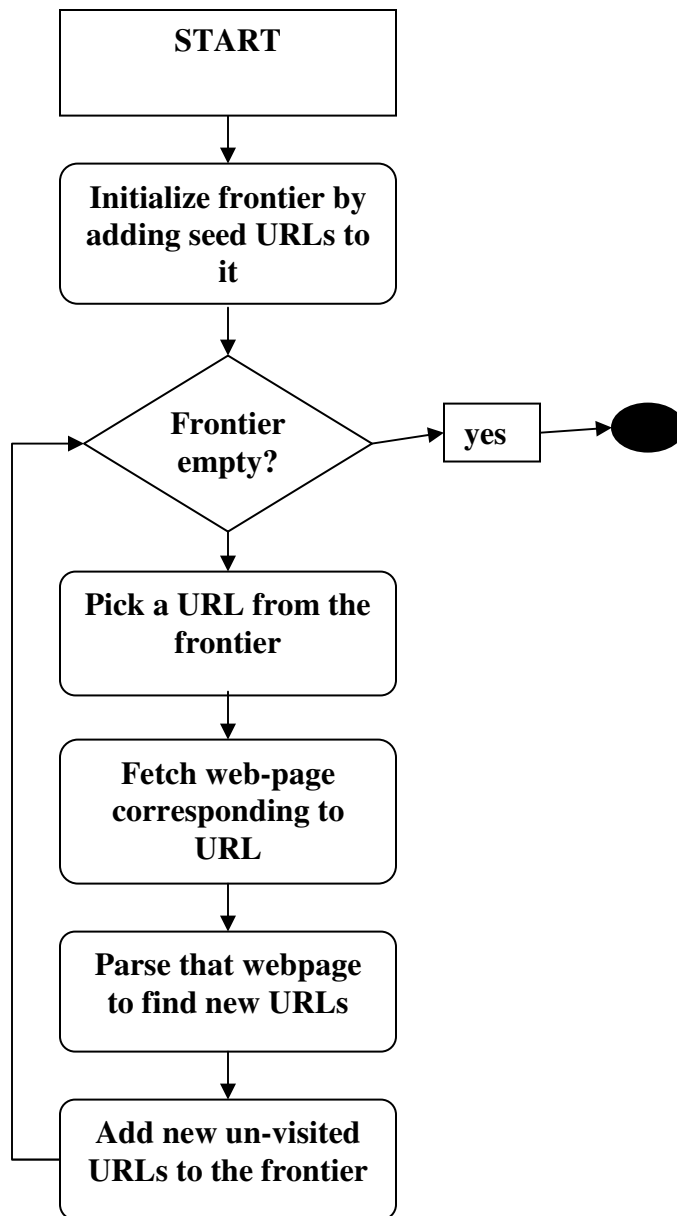 START
Initialize frontier by
adding seed URLs to
it
Frontier
empty?
yes
Pick a URL from the
frontier
Fetch web-page
corresponding to
URL
Parse that webpage
to find new URLs
Add new un-visited
URLs to the frontier